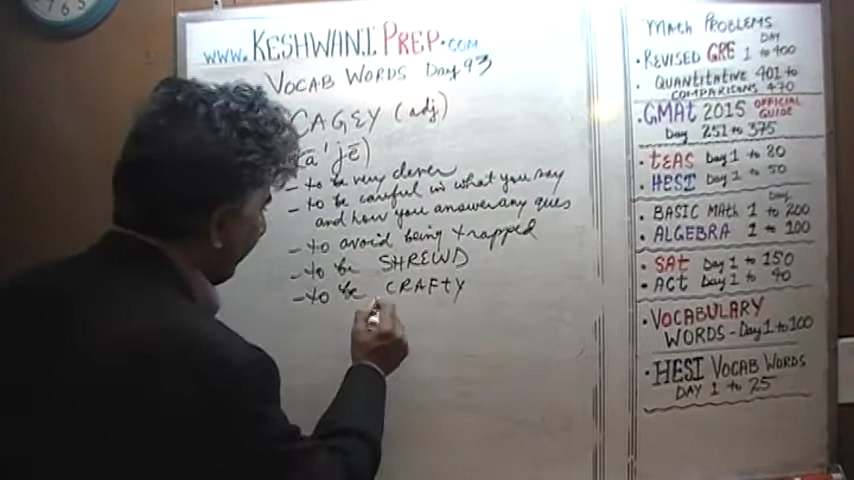 www.KESHWANI PREP.COM
VOCAB WORDS Day 93
CAGEY (adj)
ā' jē)
- to be very clever
- to be careful in what you say
and how you answer any ques
- to avoid being trapped
- to be SHREWD
- to be CRAFTY
MATH PROBLEMS
DAY
• REVISED GRE 1 to 400
• QUANTITATIVE 401 to
COMPARISONS 470
• GMAT 2015 OFFICIAL GUIDE
Day 251 to 375
• TEAS Day 1 to 80
• HESI Day 1 to 50
Day
• BASIC MATH 1 to 200
• ALGEBRA 1 to 100
• SAT Day 1 to 150
• ACT Day 1 to 40
• VOCABULARY
WORDS - Day 1 to 100
• HESI VOCAB WORDS
DAY 1 to 25
7 6 5